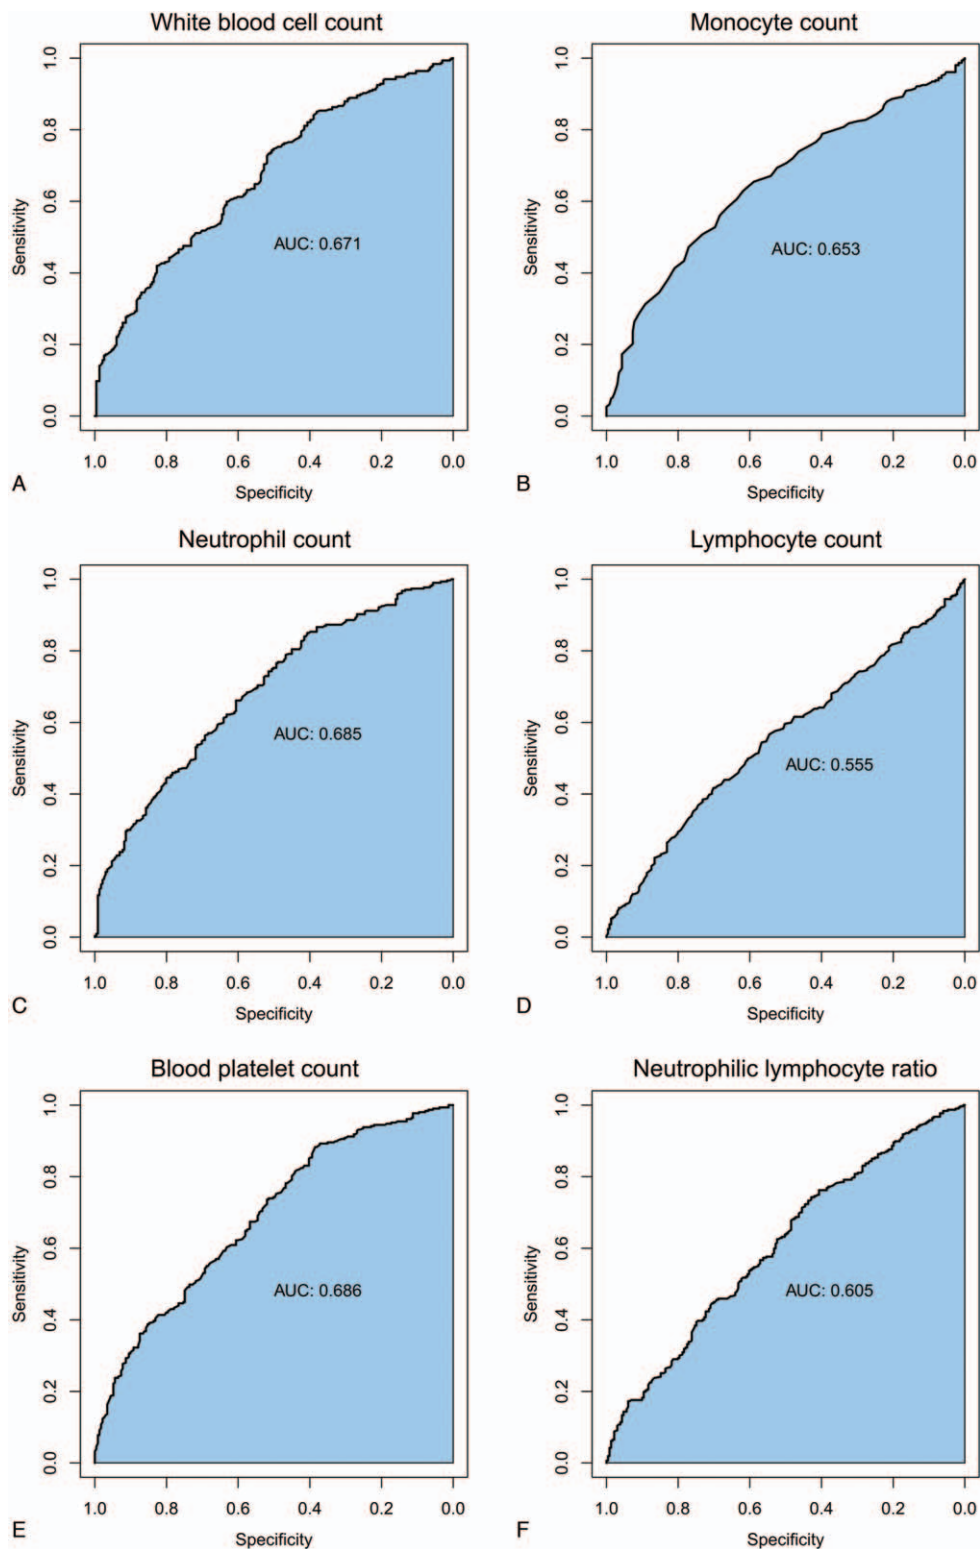 White blood cell count
Sensitivity
0.0 0.2 0.4 0.6 0.8 1.0
AUC: 0.671
1.0 0.8 0.6 0.4 0.2 0.0
A
Specificity
Monocyte count
Sensitivity
0.0 0.2 0.4 0.6 0.8 1.0
AUC: 0.653
1.0 0.8 0.6 0.4 0.2 0.0
B
Specificity
Neutrophil count
Sensitivity
0.0 0.2 0.4 0.6 0.8 1.0
AUC: 0.685
1.0 0.8 0.6 0.4 0.2 0.0
C
Specificity
Lymphocyte count
Sensitivity
0.0 0.2 0.4 0.6 0.8 1.0
AUC: 0.555
1.0 0.8 0.6 0.4 0.2 0.0
D
Specificity
Blood platelet count
Sensitivity
0.0 0.2 0.4 0.6 0.8 1.0
AUC: 0.686
1.0 0.8 0.6 0.4 0.2 0.0
E
Specificity
Neutrophilic lymphocyte ratio
Sensitivity
0.0 0.2 0.4 0.6 0.8 1.0
AUC: 0.605
1.0 0.8 0.6 0.4 0.2 0.0
F
Specificity